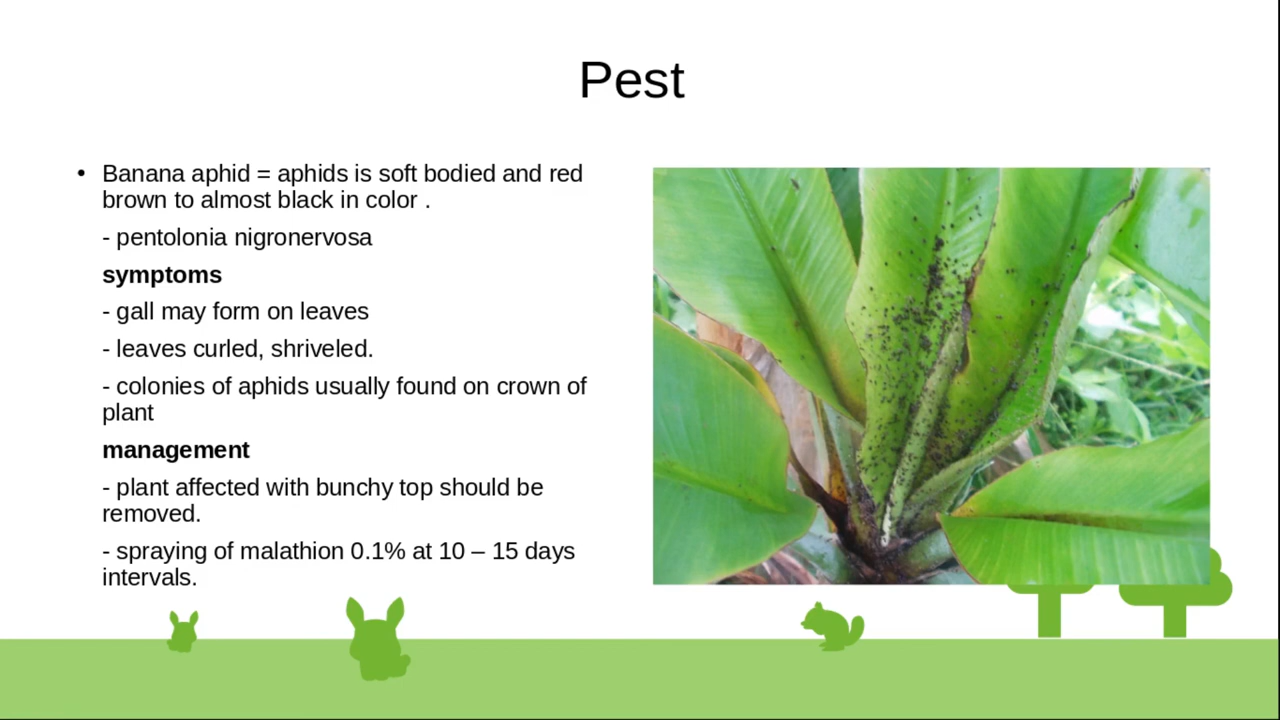 Pest
• Banana aphid = aphids is soft bodied and red
brown to almost black in color .
- pentolonia nigronervosa
symptoms
- gall may form on leaves
- leaves curled, shriveled.
- colonies of aphids usually found on crown of
plant
management
- plant affected with bunchy top should be
removed.
- spraying of malathion 0.1% at 10 – 15 days
intervals.